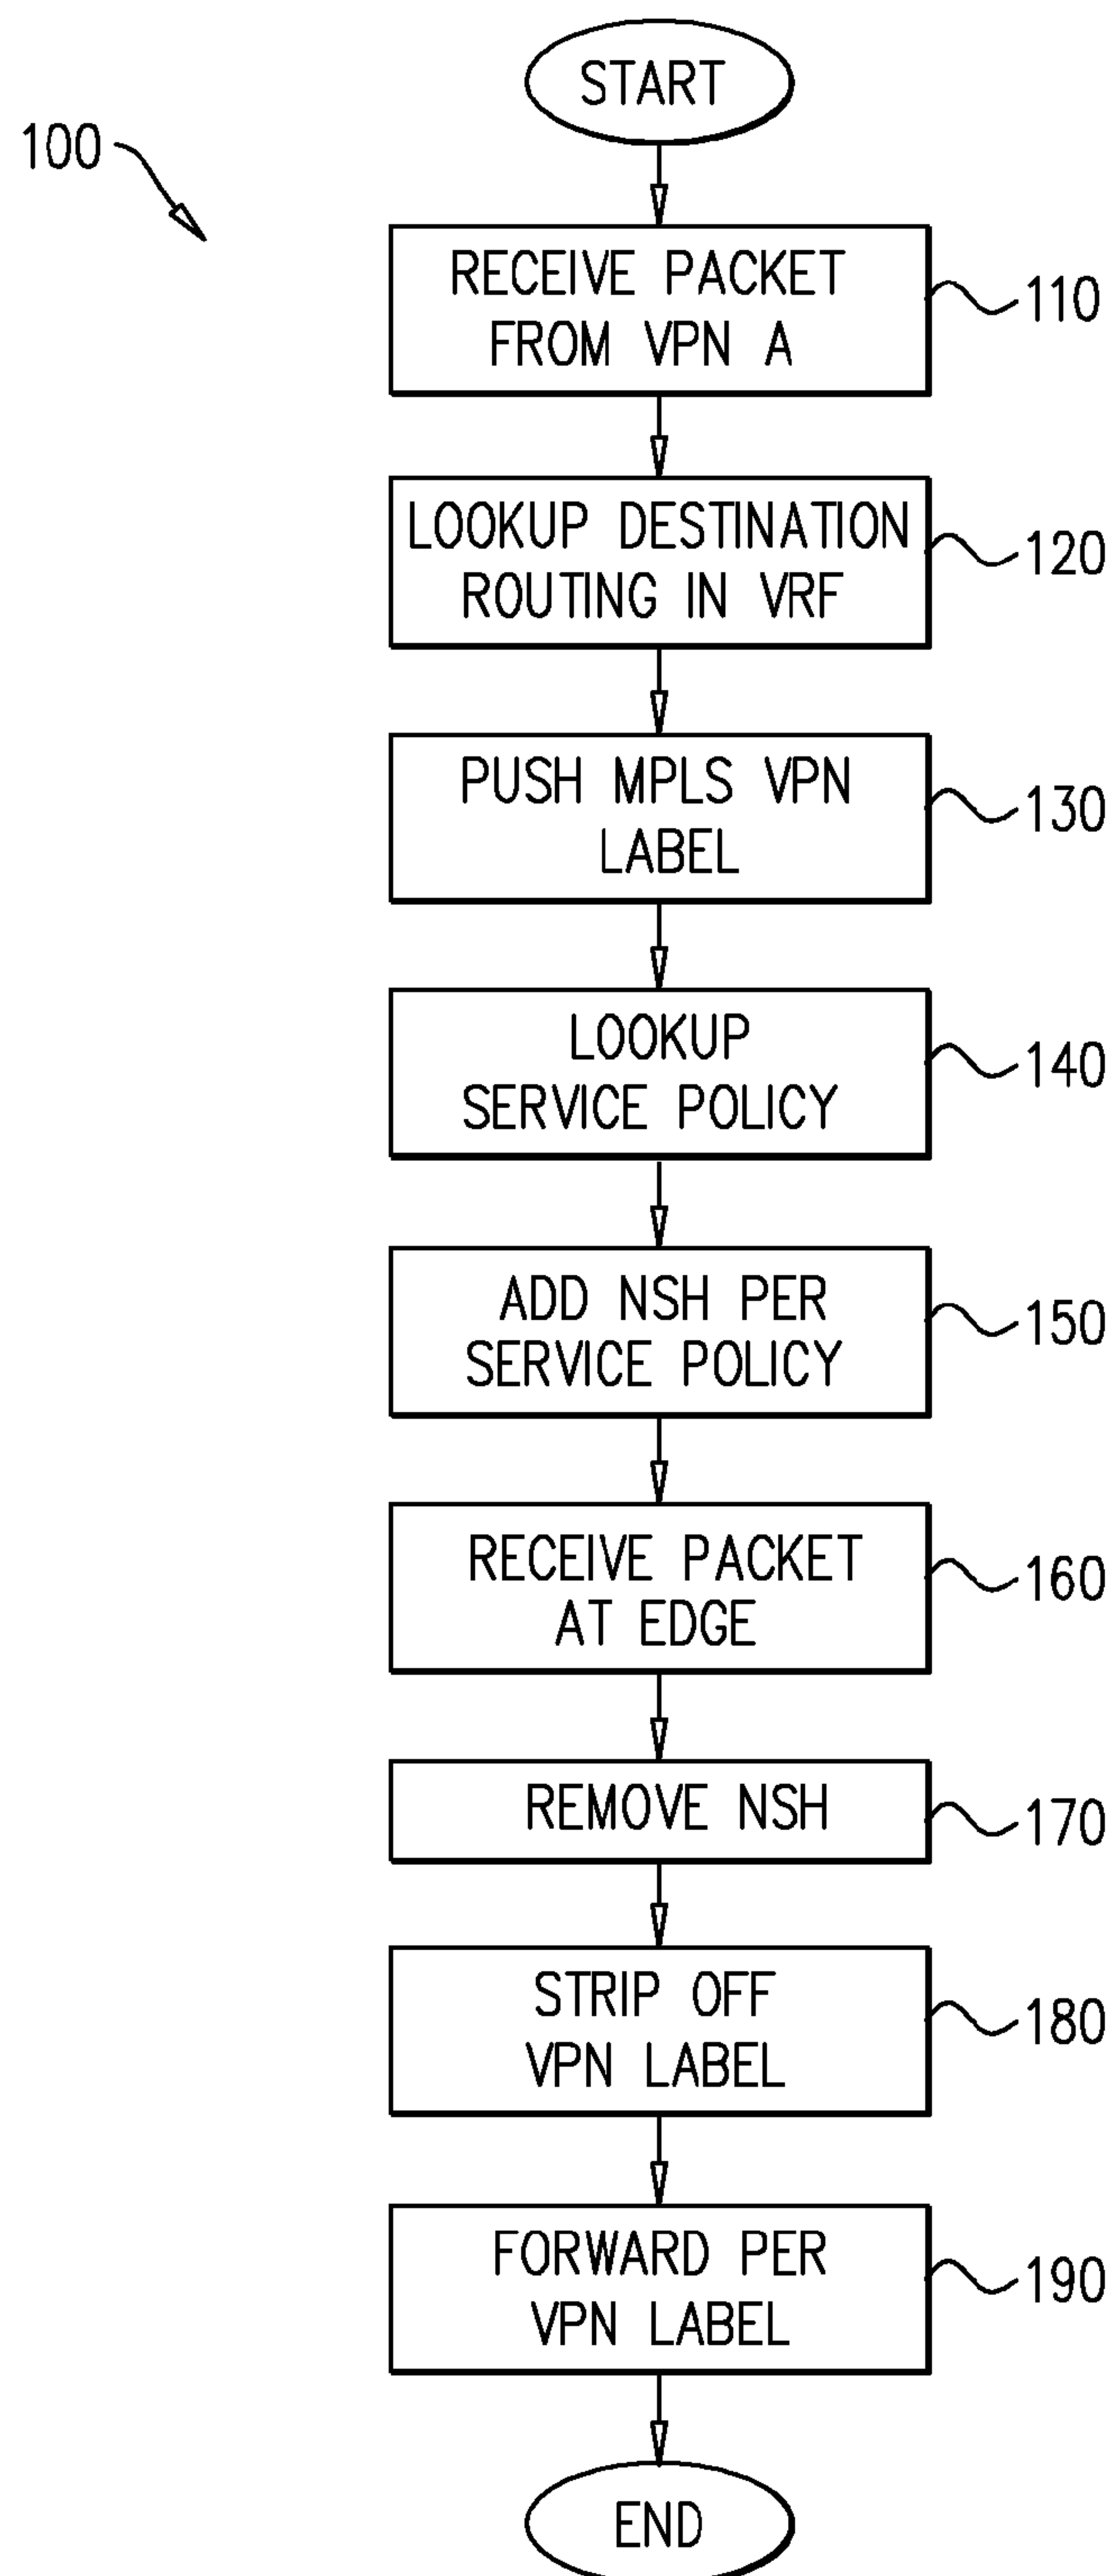 START
100
RECEIVE PACKET
FROM VPN A
110
LOOKUP DESTINATION
ROUTING IN VRF
120
PUSH MPLS VPN
LABEL
130
LOOKUP
SERVICE POLICY
140
ADD NSH PER
SERVICE POLICY
150
RECEIVE PACKET
AT EDGE
160
REMOVE NSH
170
STRIP OFF
VPN LABEL
180
FORWARD PER
VPN LABEL
190
END